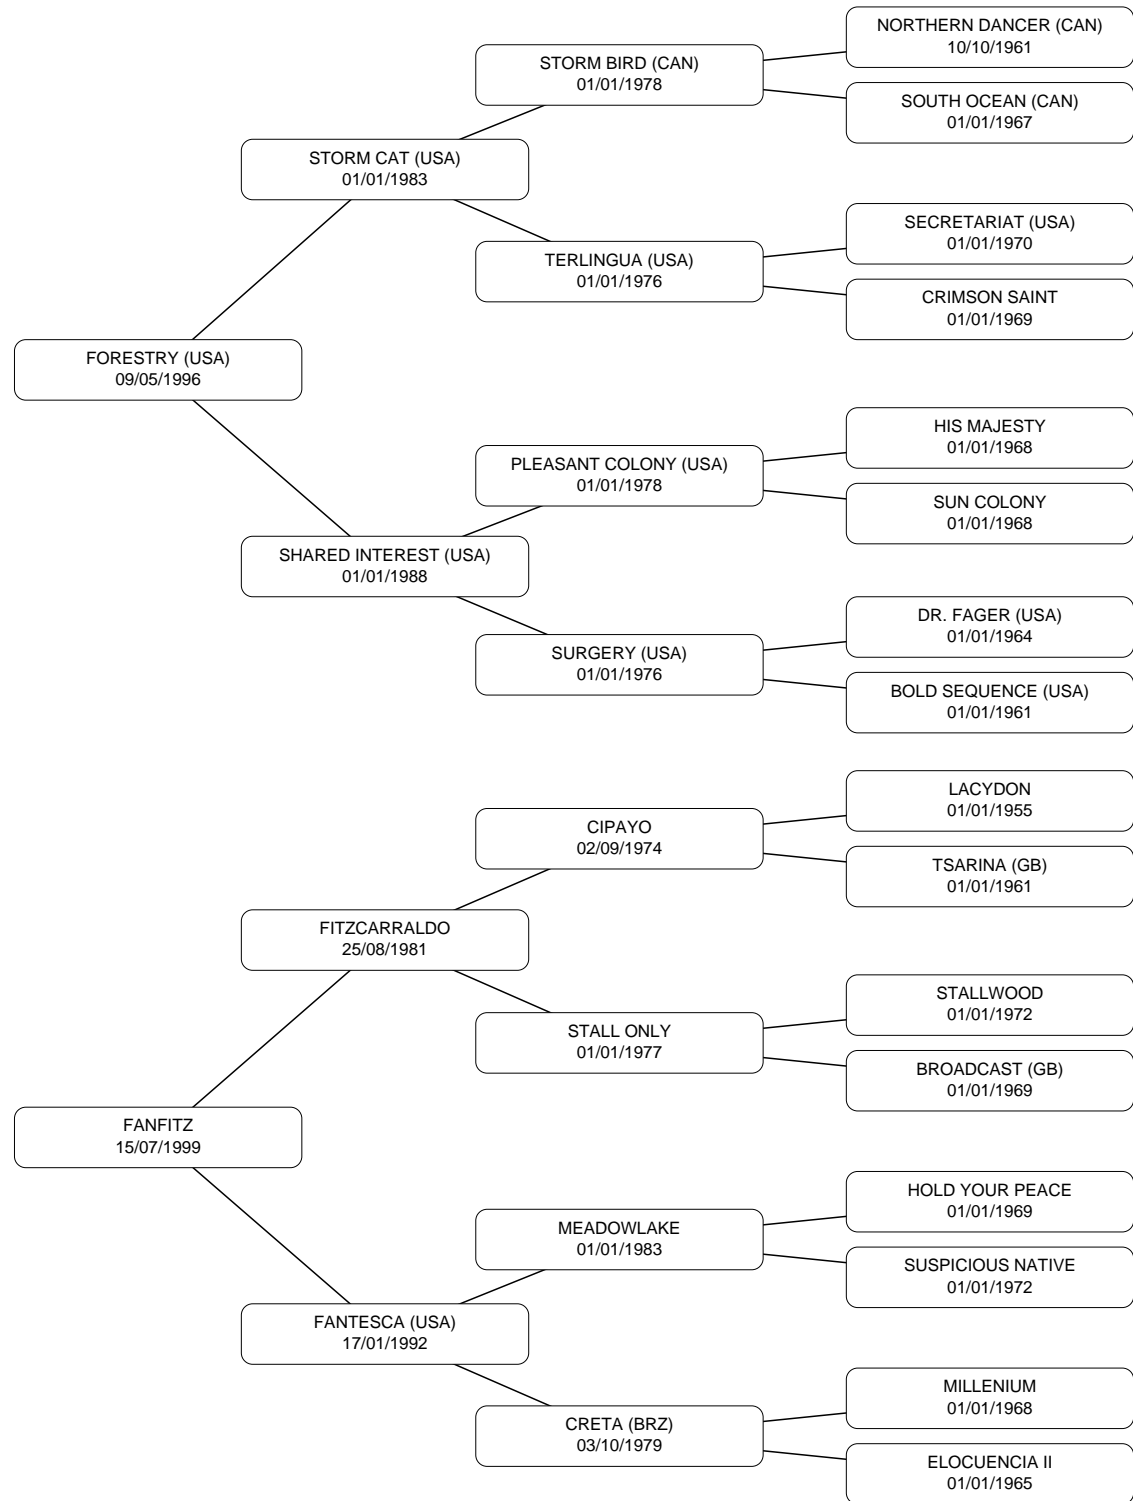 NORTHERN DANCER (CAN)
10/10/1961
STORM BIRD (CAN)
01/01/1978
SOUTH OCEAN (CAN)
01/01/1967
STORM CAT (USA)
01/01/1983
SECRETARIAT (USA)
01/01/1970
TERLINGUA (USA)
01/01/1976
CRIMSON SAINT
01/01/1969
FORESTRY (USA)
09/05/1996
HIS MAJESTY
01/01/1968
PLEASANT COLONY (USA)
01/01/1978
SUN COLONY
01/01/1968
SHARED INTEREST (USA)
01/01/1988
DR. FAGER (USA)
01/01/1964
SURGERY (USA)
01/01/1976
BOLD SEQUENCE (USA)
01/01/1961
LACYDON
01/01/1955
CIPAYO
02/09/1974
TSARINA (GB)
01/01/1961
FITZCARRALDO
25/08/1981
STALLWOOD
01/01/1972
STALL ONLY
01/01/1977
BROADCAST (GB)
01/01/1969
FANFITZ
15/07/1999
HOLD YOUR PEACE
01/01/1969
MEADOWLAKE
01/01/1983
SUSPICIOUS NATIVE
01/01/1972
FANTESCA (USA)
17/01/1992
MILLENIUM
01/01/1968
CRETA (BRZ)
03/10/1979
ELOCUENCIA II
01/01/1965